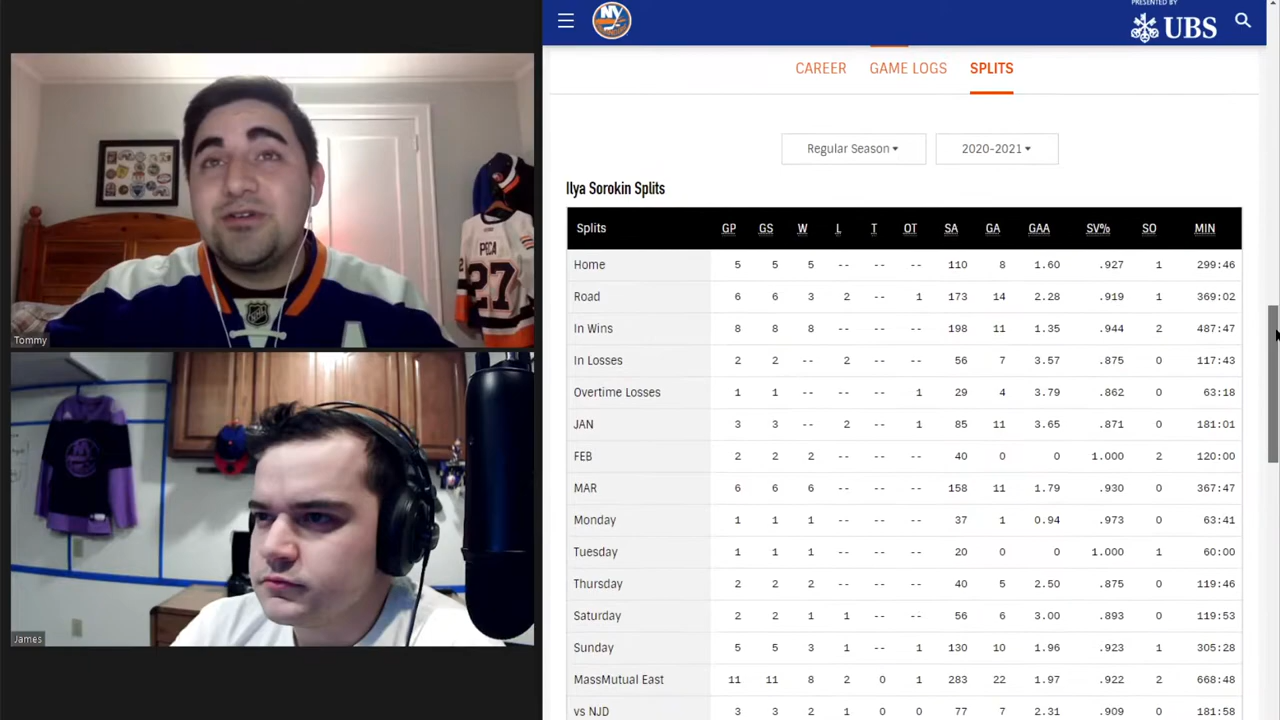 PRESENTED BY
NY
UBS
CAREER GAME LOGS SPLITS
Regular Season 2020-2021
Ilya Sorokin Splits
Splits GP GS W L T OT SA GA GAA SV% SO MIN
Home 5 5 5 -- -- -- 110 8 1.60 .927 1 299:46
Road 6 6 3 2 -- 1 173 14 2.28 .919 1 369:02
In Wins 8 8 8 -- -- -- 198 11 1.35 .944 2 487:47
In Losses 2 2 -- 2 -- -- 56 7 3.57 .875 0 117:43
Overtime Losses 1 1 -- -- -- 1 29 4 3.79 .862 0 63:18
JAN 3 3 -- 2 -- 1 85 11 3.65 .871 0 181:01
FEB 2 2 2 -- -- -- 40 0 0 1.000 2 120:00
MAR 6 6 6 -- -- -- 158 11 1.79 .930 0 367:47
Monday 1 1 1 -- -- -- 37 1 0.94 .973 0 63:41
Tuesday 1 1 1 -- -- -- 20 0 0 1.000 1 60:00
Thursday 2 2 2 -- -- -- 40 5 2.50 .875 0 119:46
Saturday 2 2 1 1 -- -- 56 6 3.00 .893 0 119:53
Sunday 5 5 3 1 -- 1 130 10 1.96 .923 1 305:28
MassMutual East 11 11 8 2 0 1 283 22 1.97 .922 2 668:48
vs NJD 3 3 2 1 0 0 77 7 2.31 .909 0 181:58
PECA
27
NHL
A
Tommy
James